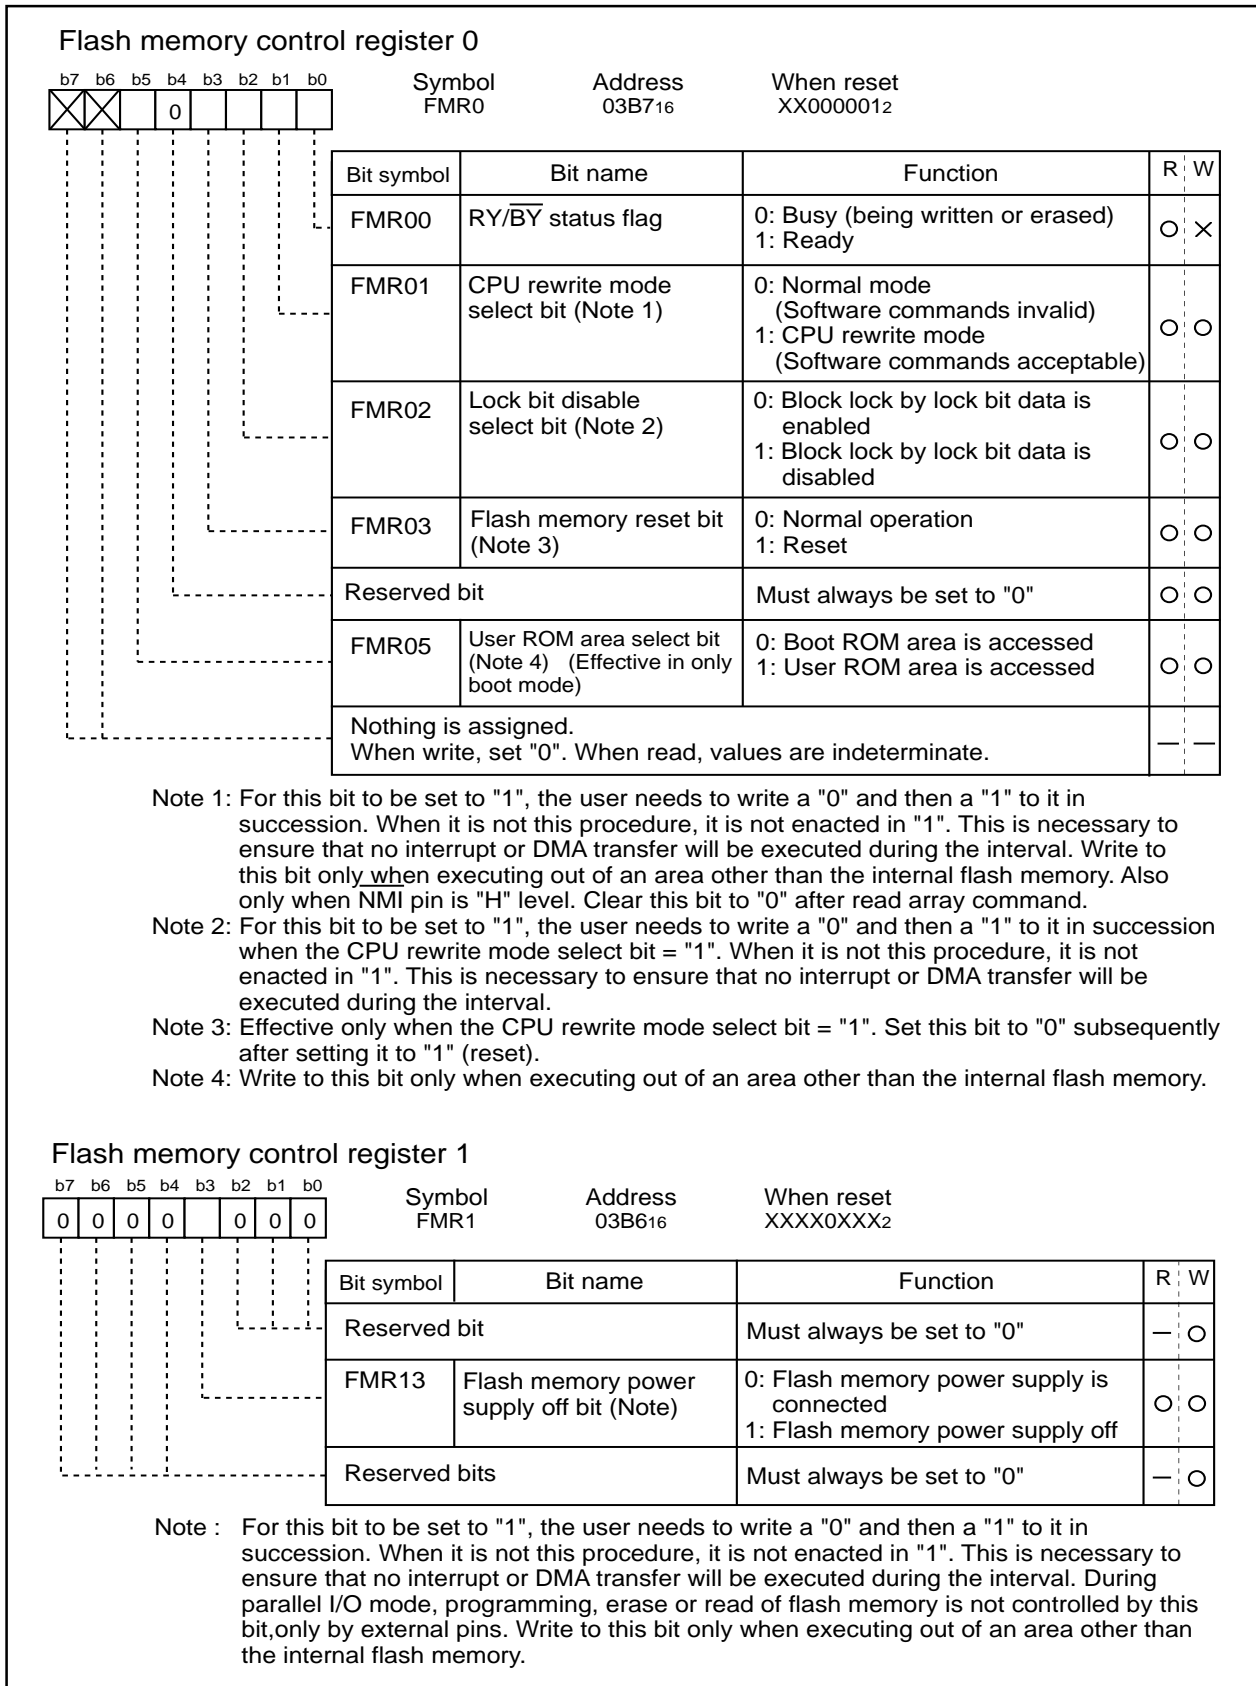 Flash memory control register 0
b7 b6 b5 b4 b3 b2 b1 b0
Symbol Address When reset
FMR0 03B716 XX0000012
0
Bit symbol Bit name Function R W
FMR00 RY/BY status flag 0: Busy (being written or erased)
1: Ready
FMR01 CPU rewrite mode 0: Normal mode
select bit (Note 1) (Software commands invalid)
1: CPU rewrite mode
(Software commands acceptable)
FMR02 Lock bit disable 0: Block lock by lock bit data is
select bit (Note 2) enabled
1: Block lock by lock bit data is
disabled
FMR03 Flash memory reset bit 0: Normal operation
(Note 3) 1: Reset
Reserved bit Must always be set to "0"
FMR05 User ROM area select bit 0: Boot ROM area is accessed
(Note 4) (Effective in only 1: User ROM area is accessed
boot mode)
Nothing is assigned.
When write, set "0". When read, values are indeterminate.
Note 1: For this bit to be set to "1", the user needs to write a "0" and then a "1" to it in
succession. When it is not this procedure, it is not enacted in "1". This is necessary to
ensure that no interrupt or DMA transfer will be executed during the interval. Write to
this bit only when executing out of an area other than the internal flash memory. Also
only when NMI pin is "H" level. Clear this bit to "0" after read array command.
Note 2: For this bit to be set to "1", the user needs to write a "0" and then a "1" to it in succession
when the CPU rewrite mode select bit = "1". When it is not this procedure, it is not
enacted in "1". This is necessary to ensure that no interrupt or DMA transfer will be
executed during the interval.
Note 3: Effective only when the CPU rewrite mode select bit = "1". Set this bit to "0" subsequently
after setting it to "1" (reset).
Note 4: Write to this bit only when executing out of an area other than the internal flash memory.
Flash memory control register 1
b7 b6 b5 b4 b3 b2 b1 b0
Symbol Address When reset
FMR1 03B616 XXXX0XXX2
0 0 0 0 0 0 0
Bit symbol Bit name Function R W
Reserved bit Must always be set to "0"
FMR13 Flash memory power 0: Flash memory power supply is
supply off bit (Note) connected
1: Flash memory power supply off
Reserved bits Must always be set to "0"
Note : For this bit to be set to "1", the user needs to write a "0" and then a "1" to it in
succession. When it is not this procedure, it is not enacted in "1". This is necessary to
ensure that no interrupt or DMA transfer will be executed during the interval. During
parallel I/O mode, programming, erase or read of flash memory is not controlled by this
bit,only by external pins. Write to this bit only when executing out of an area other than
the internal flash memory.